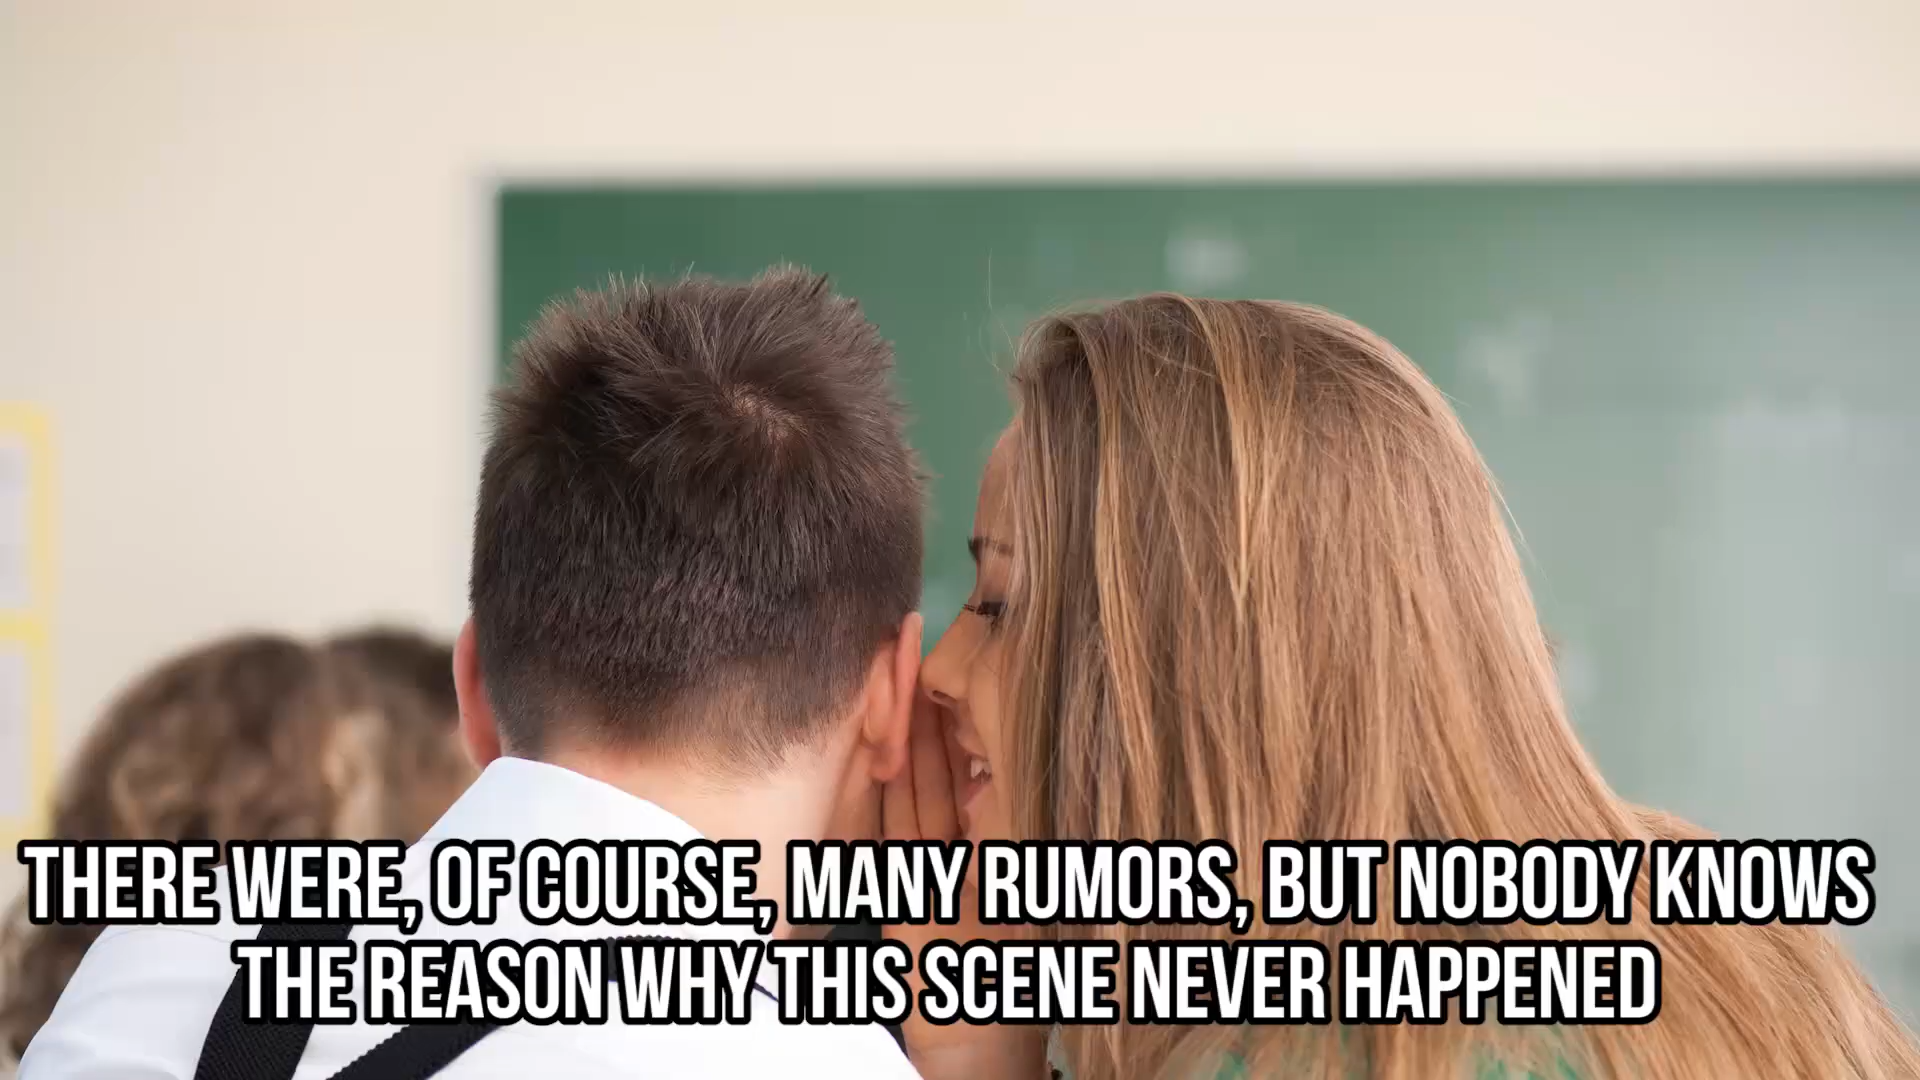 THERE WERE, OF COURSE, MANY RUMORS, BUT NOBODY KNOWS
THE REASON WHY THIS SCENE NEVER HAPPENED